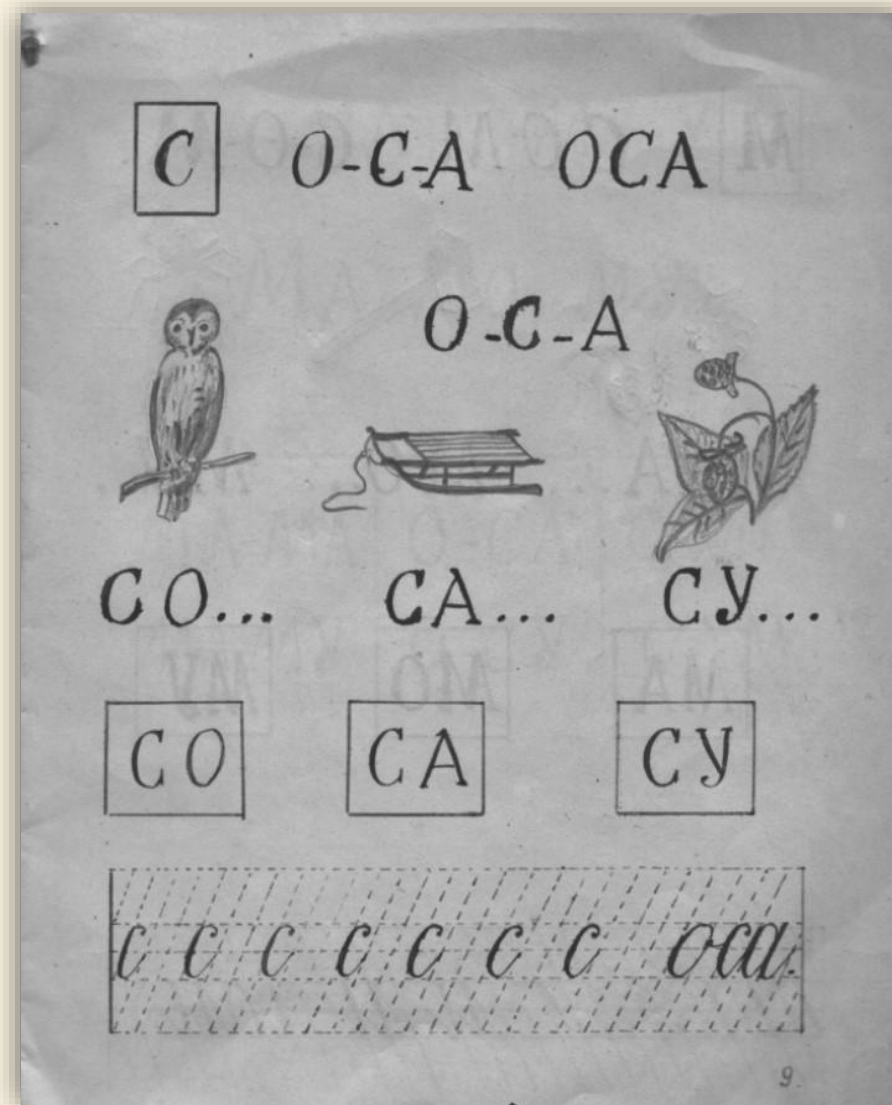 С О-С-А ОСА
О-С-А
СО... СА... СУ...
СО СА СУ
с с с с с с с оса.
9.